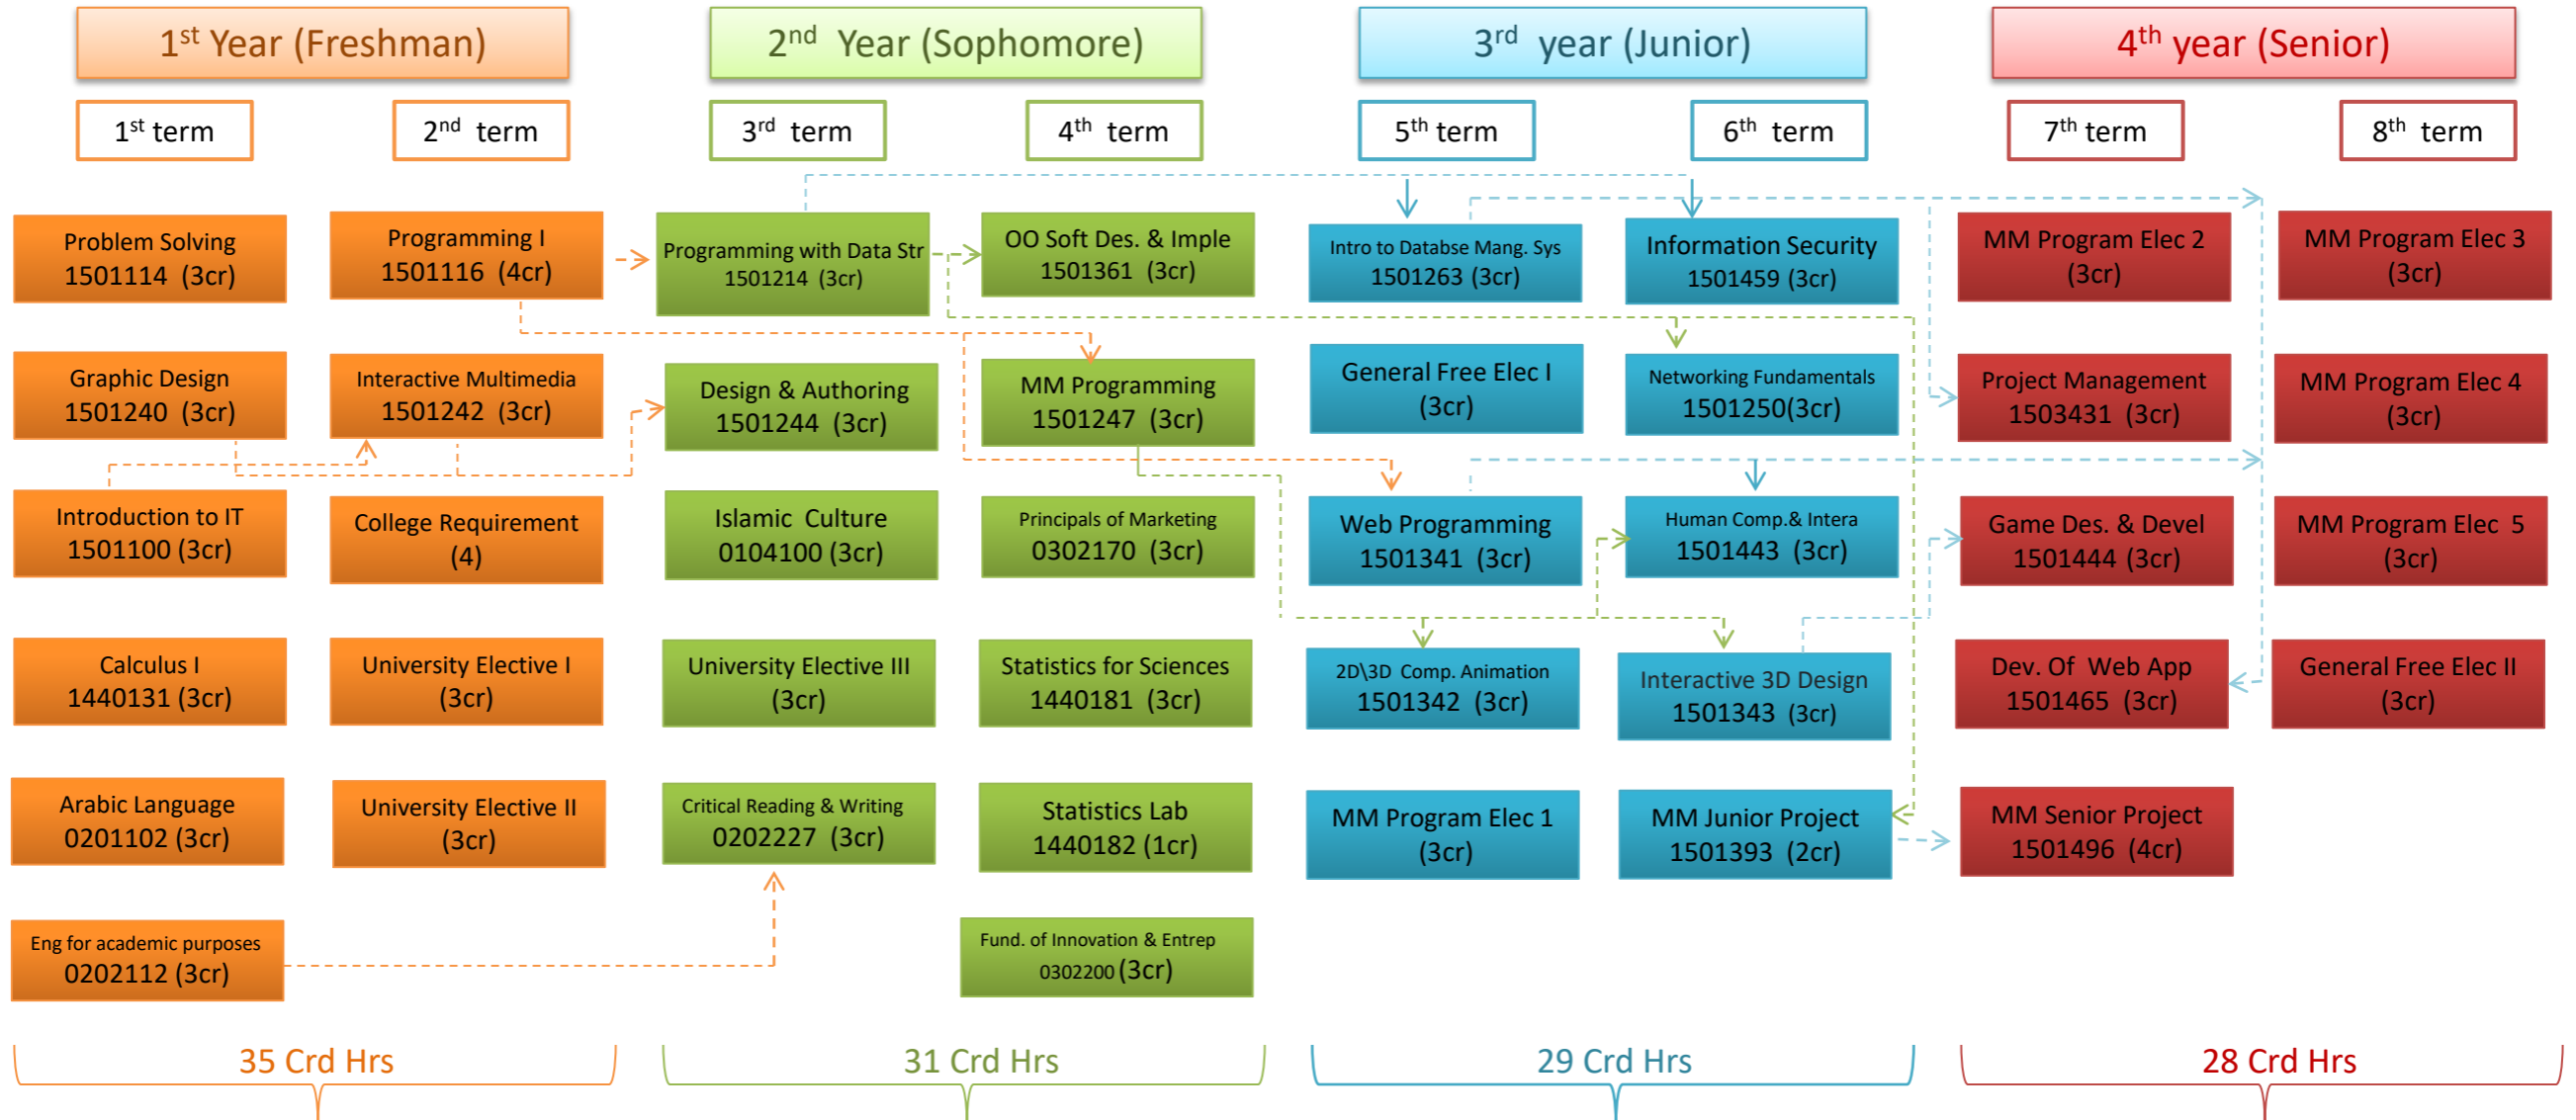 1st Year (Freshman)
2nd Year (Sophomore)
3rd year (Junior)
4th year (Senior)
1st term
2nd term
3rd term
4th term
5th term
6th term
7th term
8th term
Problem Solving
1501114 (3cr)
Graphic Design
1501240 (3cr)
Introduction to IT
1501100 (3cr)
Calculus I
1440131 (3cr)
Arabic Language
0201102 (3cr)
Eng for academic purposes
0202112 (3cr)
Programming I
1501116 (4cr)
Interactive Multimedia
1501242 (3cr)
College Requirement
(4)
University Elective I
(3cr)
University Elective II
(3cr)
Programming with Data Str
1501214 (3cr)
Design & Authoring
1501244 (3cr)
Islamic Culture
0104100 (3cr)
University Elective III
(3cr)
Critical Reading & Writing
0202227 (3cr)
OO Soft Des. & Imple
1501361 (3cr)
MM Programming
1501247 (3cr)
Principals of Marketing
0302170 (3cr)
Statistics for Sciences
1440181 (3cr)
Statistics Lab
1440182 (1cr)
Fund. of Innovation & Entrep
0302200 (3cr)
Intro to Databse Mang. Sys
1501263 (3cr)
General Free Elec I
(3cr)
Web Programming
1501341 (3cr)
2D\3D Comp. Animation
1501342 (3cr)
MM Program Elec 1
(3cr)
Information Security
1501459 (3cr)
Networking Fundamentals
1501250(3cr)
Human Comp.& Intera
1501443 (3cr)
Interactive 3D Design
1501343 (3cr)
MM Junior Project
1501393 (2cr)
MM Program Elec 2
(3cr)
Project Management
1503431 (3cr)
Game Des. & Devel
1501444 (3cr)
Dev. Of Web App
1501465 (3cr)
MM Senior Project
1501496 (4cr)
MM Program Elec 3
(3cr)
MM Program Elec 4
(3cr)
MM Program Elec 5
(3cr)
General Free Elec II
(3cr)
35 Crd Hrs
31 Crd Hrs
29 Crd Hrs
28 Crd Hrs